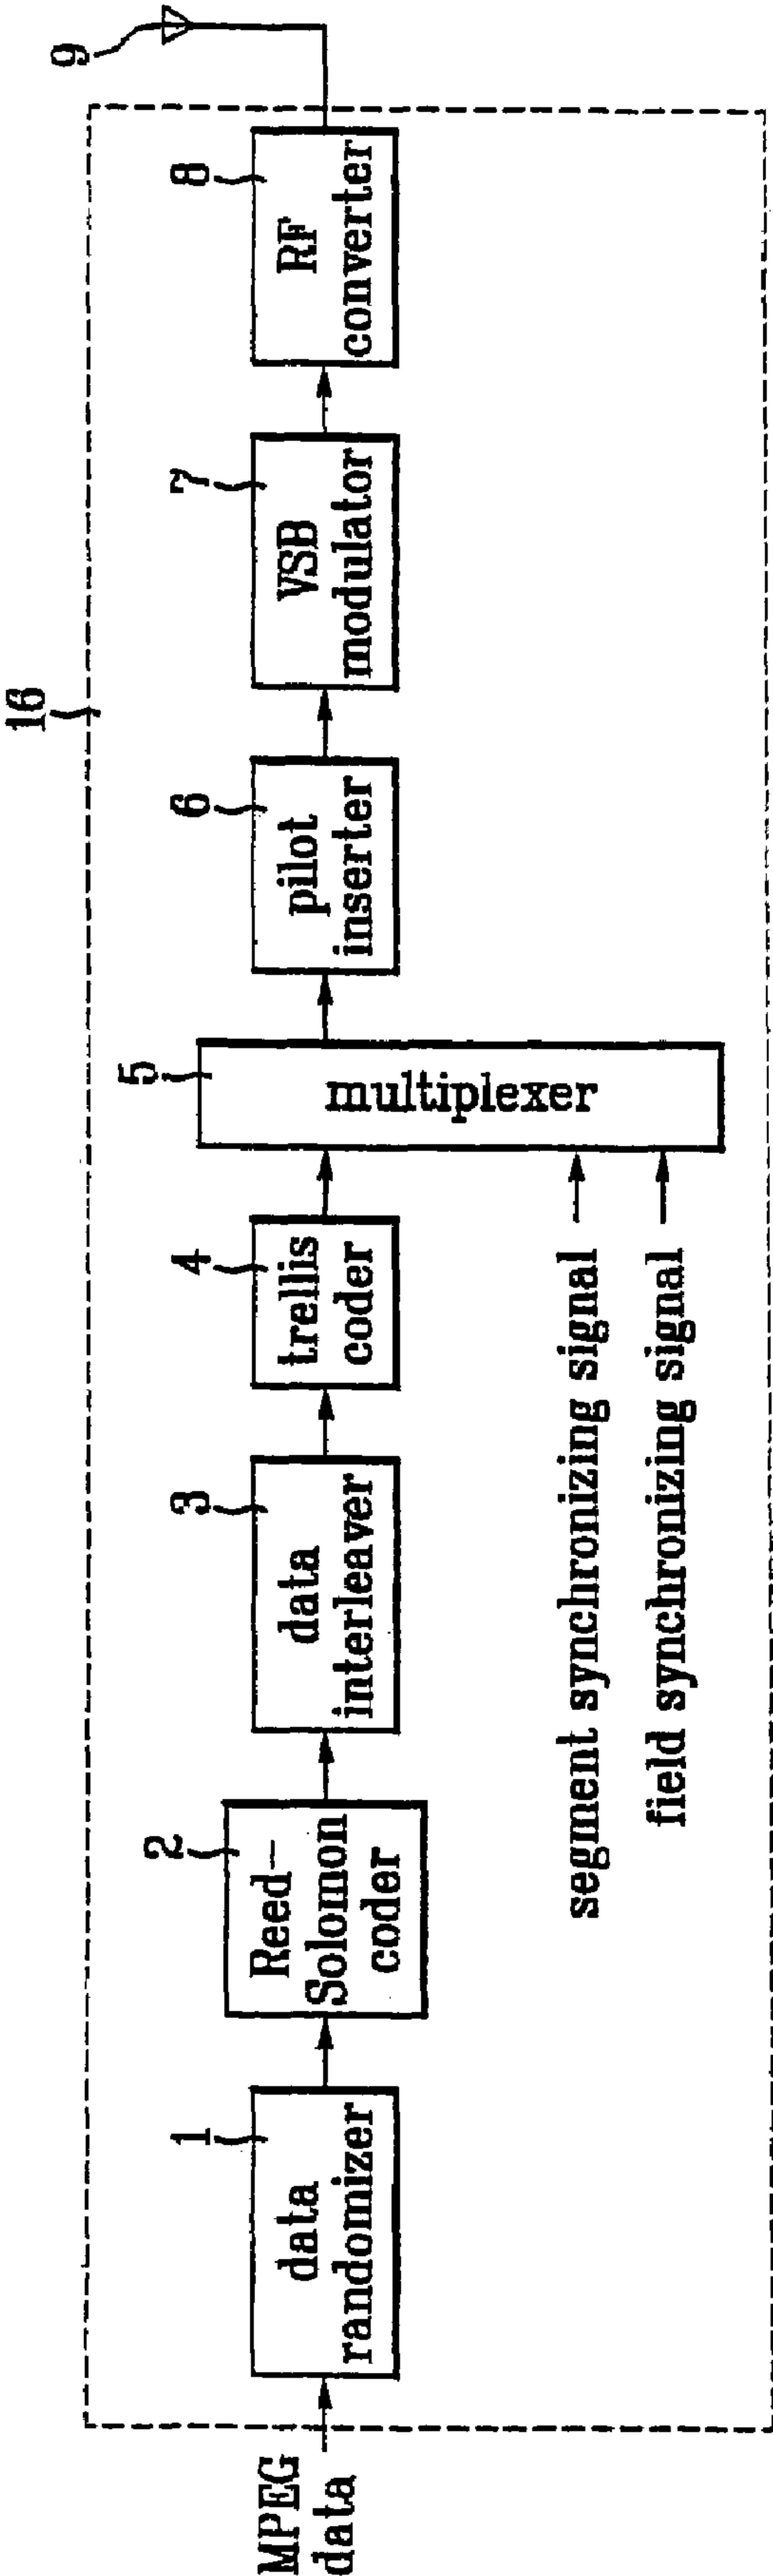 16
MPEG
data
1
data
randomizer
2
Reed-
Solomon
coder
3
data
interleaver
4
trellis
coder
5
multiplexer
6
pilot
inserter
7
VSB
modulator
8
RF
converter
9
segment synchronizing signal
field synchronizing signal